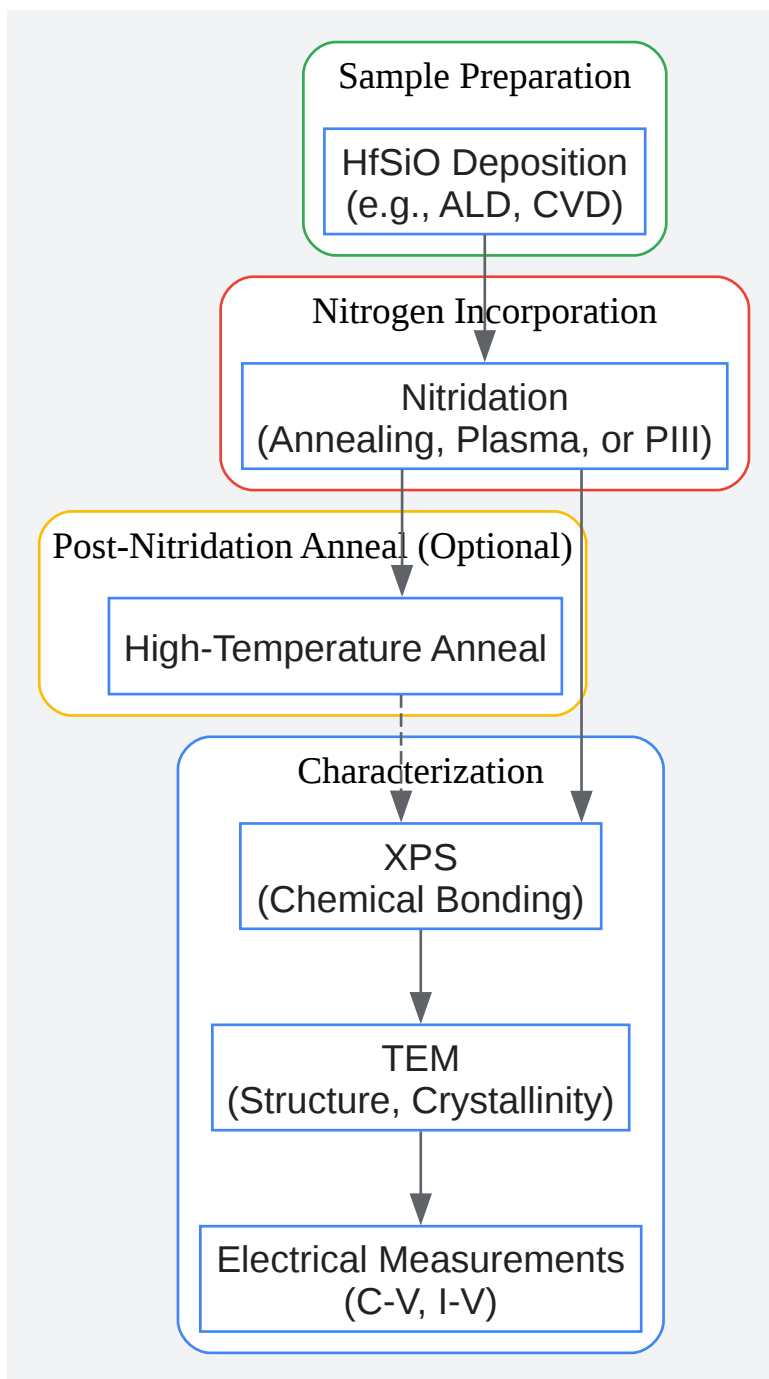 Sample Preparation
HfSiO Deposition
(e.g., ALD, CVD)
Nitrogen Incorporation
Nitridation
(Annealing, Plasma, or PIII)
Post-Nitridation Anneal (Optional)
High-Temperature Anneal
Characterization
XPS
(Chemical Bonding)
TEM
(Structure, Crystallinity)
Electrical Measurements
(C-V, I-V)